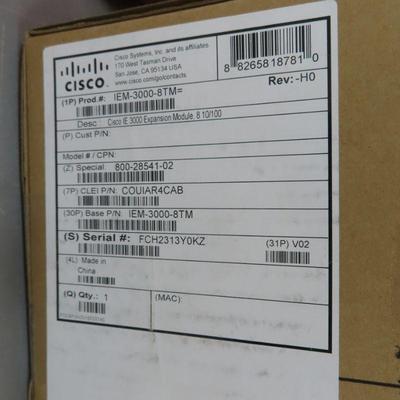 CISCO
Cisco Systems, Inc. and its affiliates
170 West Tasman Drive
San Jose, CA 95134 USA
www.cisco.com/go/contacts
8 82658 18781 0
Rev.: -H0
(1P) Prod.#: IEM-3000-8TM=
Desc.: Cisco IE 3000 Expansion Module, 8 10/100
(P) Cust P/N:
Model # / CPN:
(Z) Special: 800-28541-02
(7P) CLEI P/N: COUIAR4CAB
(30P) Base P/N: IEM-3000-8TM
(S) Serial #: FCH2313Y0KZ
(31P) V02
(4L) Made in
China
(Q) Qty.: 1
(MAC):